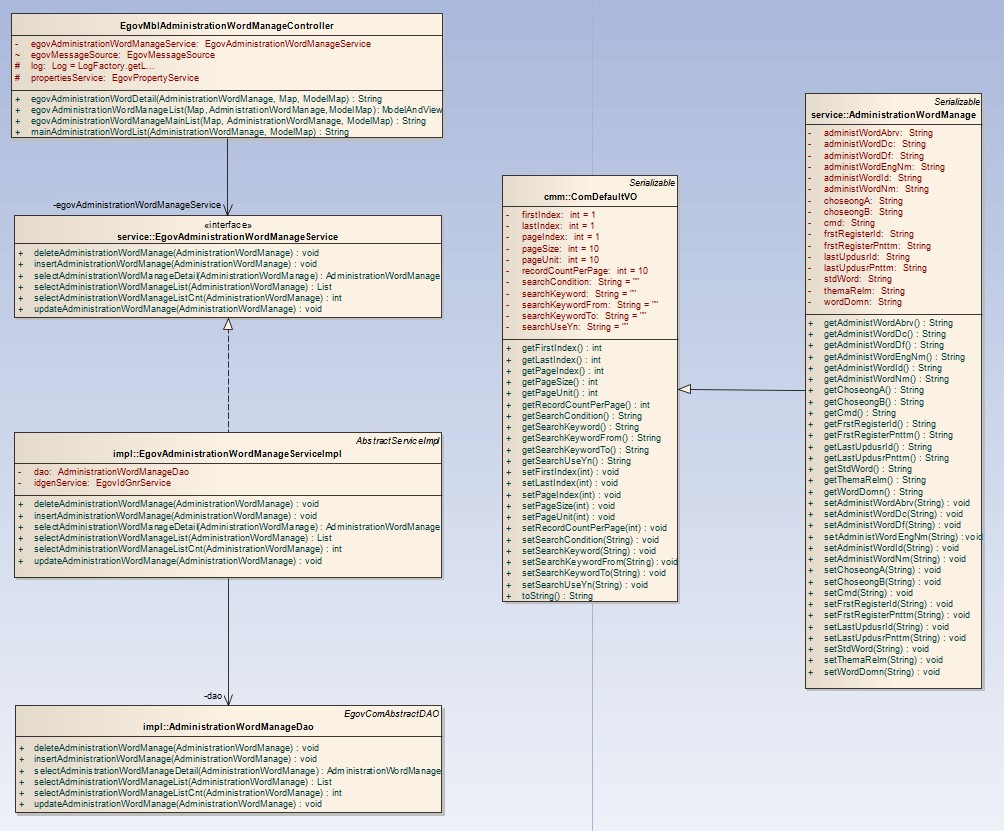 EgovMblAdministrationWordManageController
- egovAdministrationWordManageService: EgovAdministrationWordManageService
~ egovMessageSource: EgovMessageSource
# log: Log = LogFactory.getL...
# propertiesService: EgovPropertyService
+ egovAdministrationWordDetail(AdministrationWordManage, Map, ModelMap) : String
+ egovAdministrationWordManageList(Map, AdministrationWordManage, ModelMap) : ModelAndView
+ egovAdministrationWordManageMainList(Map, AdministrationWordManage, ModelMap) : String
+ mainAdministrationWordList(AdministrationWordManage, ModelMap) : String
-egovAdministrationWordManageService
«interface»
service::EgovAdministrationWordManageService
+ deleteAdministrationWordManage(AdministrationWordManage) : void
+ insertAdministrationWordManage(AdministrationWordManage) : void
+ selectAdministrationWordManageDetail(AdministrationWordManage) : AdministrationWordManage
+ selectAdministrationWordManageList(AdministrationWordManage) : List
+ selectAdministrationWordManageListCnt(AdministrationWordManage) : int
+ updateAdministrationWordManage(AdministrationWordManage) : void
AbstractServiceImpl
impl::EgovAdministrationWordManageServiceImpl
- dao: AdministrationWordManageDao
- idgenService: EgovIdGnrService
+ deleteAdministrationWordManage(AdministrationWordManage) : void
+ insertAdministrationWordManage(AdministrationWordManage) : void
+ selectAdministrationWordManageDetail(AdministrationWordManage) : AdministrationWordManage
+ selectAdministrationWordManageList(AdministrationWordManage) : List
+ selectAdministrationWordManageListCnt(AdministrationWordManage) : int
+ updateAdministrationWordManage(AdministrationWordManage) : void
-dao
EgovComAbstractDAO
impl::AdministrationWordManageDao
+ deleteAdministrationWordManage(AdministrationWordManage) : void
+ insertAdministrationWordManage(AdministrationWordManage) : void
+ selectAdministrationWordManageDetail(AdministrationWordManage) : AdministrationWordManage
+ selectAdministrationWordManageList(AdministrationWordManage) : List
+ selectAdministrationWordManageListCnt(AdministrationWordManage) : int
+ updateAdministrationWordManage(AdministrationWordManage) : void
Serializable
cmm::ComDefaultVO
- firstIndex: int = 1
- lastIndex: int = 1
- pageIndex: int = 1
- pageSize: int = 10
- pageUnit: int = 10
- recordCountPerPage: int = 10
- searchCondition: String = ""
- searchKeyword: String = ""
- searchKeywordFrom: String = ""
- searchKeywordTo: String = ""
- searchUseYn: String = ""
+ getFirstIndex() : int
+ getLastIndex() : int
+ getPageIndex() : int
+ getPageSize() : int
+ getPageUnit() : int
+ getRecordCountPerPage() : int
+ getSearchCondition() : String
+ getSearchKeyword() : String
+ getSearchKeywordFrom() : String
+ getSearchKeywordTo() : String
+ getSearchUseYn() : String
+ setFirstIndex(int) : void
+ setLastIndex(int) : void
+ setPageIndex(int) : void
+ setPageSize(int) : void
+ setPageUnit(int) : void
+ setRecordCountPerPage(int) : void
+ setSearchCondition(String) : void
+ setSearchKeyword(String) : void
+ setSearchKeywordFrom(String) : void
+ setSearchKeywordTo(String) : void
+ setSearchUseYn(String) : void
+ toString() : String
Serializable
service::AdministrationWordManage
- administWordAbrv: String
- administWordDc: String
- administWordDf: String
- administWordEngNm: String
- administWordId: String
- administWordNm: String
- choseongA: String
- choseongB: String
- cmd: String
- frstRegisterId: String
- frstRegisterPnttm: String
- lastUpdusrId: String
- lastUpdusrPnttm: String
- stdWord: String
- themaRelm: String
- wordDomn: String
+ getAdministWordAbrv() : String
+ getAdministWordDc() : String
+ getAdministWordDf() : String
+ getAdministWordEngNm() : String
+ getAdministWordId() : String
+ getAdministWordNm() : String
+ getChoseongA() : String
+ getChoseongB() : String
+ getCmd() : String
+ getFrstRegisterId() : String
+ getFrstRegisterPnttm() : String
+ getLastUpdusrId() : String
+ getLastUpdusrPnttm() : String
+ getStdWord() : String
+ getThemaRelm() : String
+ getWordDomn() : String
+ setAdministWordAbrv(String) : void
+ setAdministWordDc(String) : void
+ setAdministWordDf(String) : void
+ setAdministWordEngNm(String) : void
+ setAdministWordId(String) : void
+ setAdministWordNm(String) : void
+ setChoseongA(String) : void
+ setChoseongB(String) : void
+ setCmd(String) : void
+ setFrstRegisterId(String) : void
+ setFrstRegisterPnttm(String) : void
+ setLastUpdusrId(String) : void
+ setLastUpdusrPnttm(String) : void
+ setStdWord(String) : void
+ setThemaRelm(String) : void
+ setWordDomn(String) : void